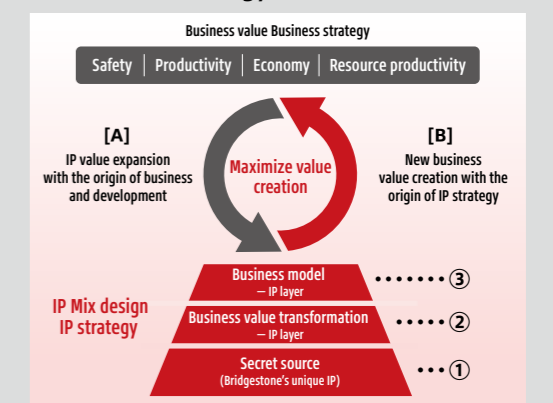 Business value Business strategy
Safety | Productivity | Economy | Resource productivity
[A]
IP value expansion
with the origin of business
and development
Maximize value
creation
[B]
New business
value creation with the
origin of IP strategy
IP Mix design
IP strategy
Business model
— IP layer
•••••••③
Business value transformation
— IP layer
•••••②
Secret source
(Bridgestone's unique IP)
•••①